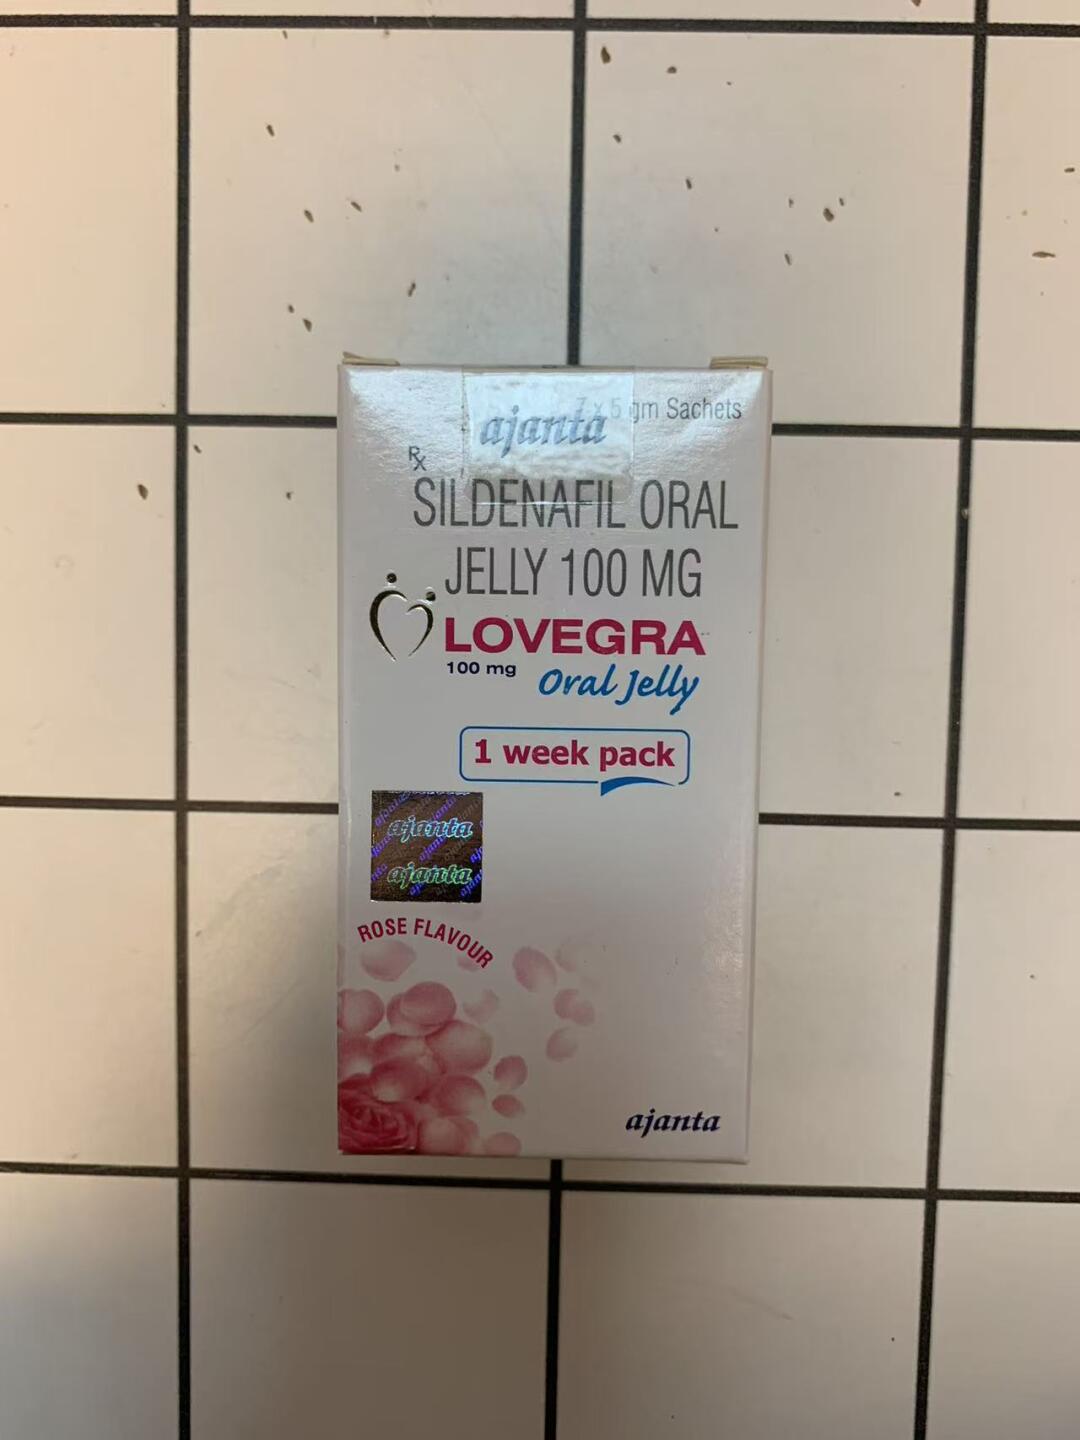 7 x 5 gm Sachets
ajanta
Rx
SILDENAFIL ORAL
JELLY 100 MG
LOVEGRA
100 mg
Oral Jelly
1 week pack
ajanta
ajanta
ROSE FLAVOUR
ajanta